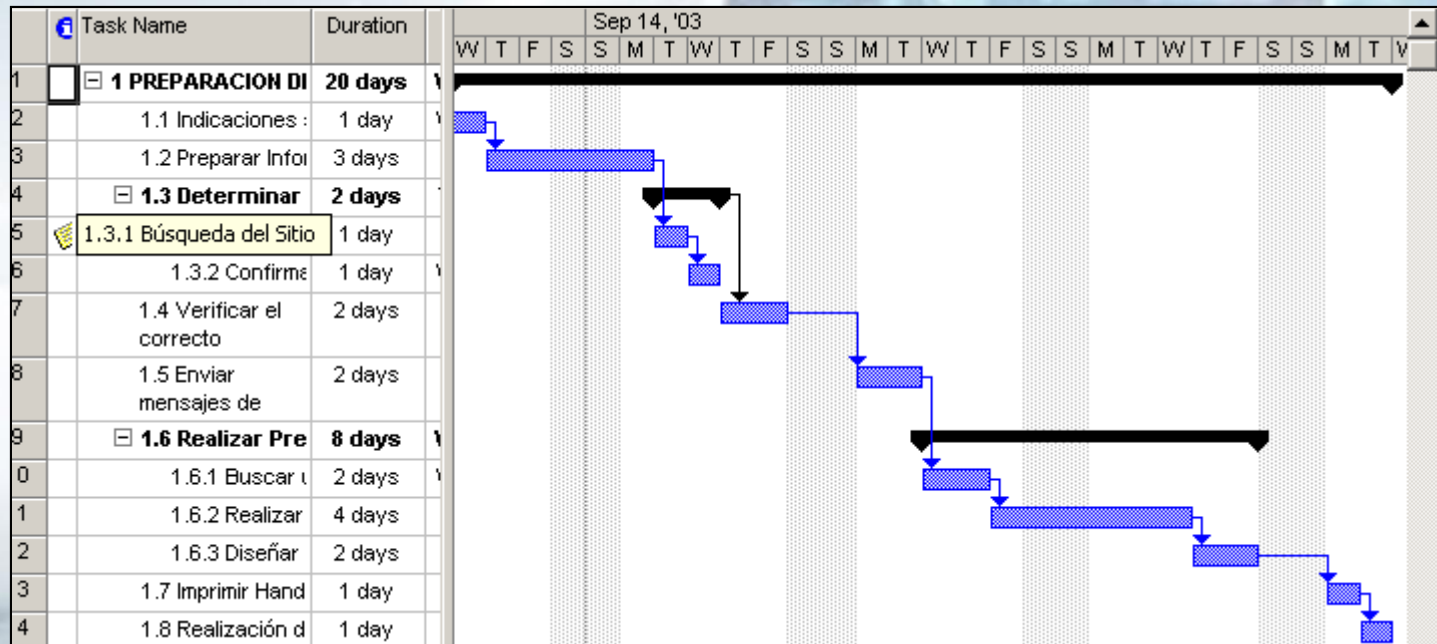 Task Name Duration Sep 14, '03
W T F S S M T W T F S S M T W T F S S M T W T F S S M T
1 1 PREPARACION 20 days
2 1.1 Indicaciones 1 day
3 1.2 Preparar 3 days
4 1.3 Determinar 2 days
5 1.3.1 Búsqueda del Sitio 1 day
6 1.3.2 1 day
7 1.4 Verificar el 2 days
correcto
8 1.5 Enviar 2 days
mensajes de
9 1.6 Realizar 8 days
0 1.6.1 Buscar 2 days
1 1.6.2 Realizar 4 days
2 1.6.3 Diseñar 2 days
3 1.7 Imprimir Hand 1 day
4 1.8 Realización d 1 day